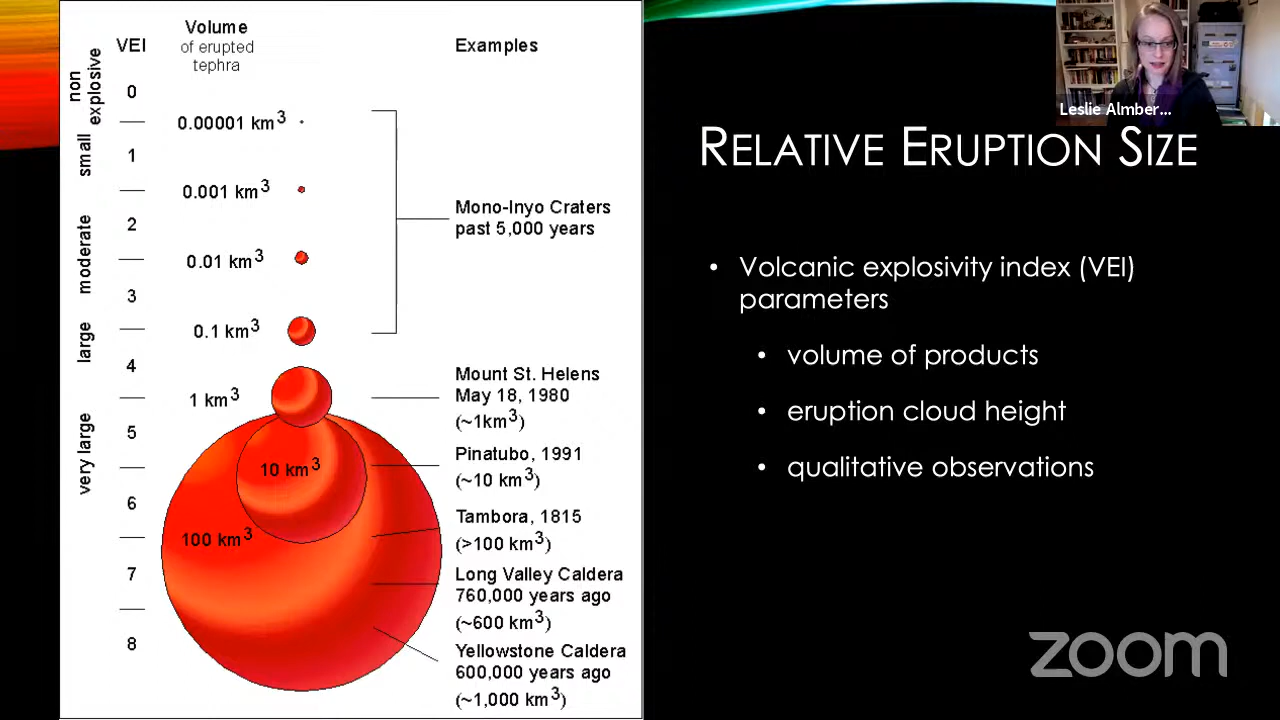 Volume
of erupted
tephra
VEI
Examples
non
explosive
0
0.00001 km³
small
1
0.001 km³
Mono-Inyo Craters
past 5,000 years
moderate
2
0.01 km³
3
large
0.1 km³
4
1 km³
Mount St. Helens
May 18, 1980
(~1km³)
very large
5
10 km³
Pinatubo, 1991
(~10 km³)
6
100 km³
Tambora, 1815
(>100 km³)
7
Long Valley Caldera
760,000 years ago
(~600 km³)
8
Yellowstone Caldera
600,000 years ago
(~1,000 km³)
Leslie Almber...
RELATIVE ERUPTION SIZE
• Volcanic explosivity index (VEI)
parameters
• volume of products
• eruption cloud height
• qualitative observations
zoom